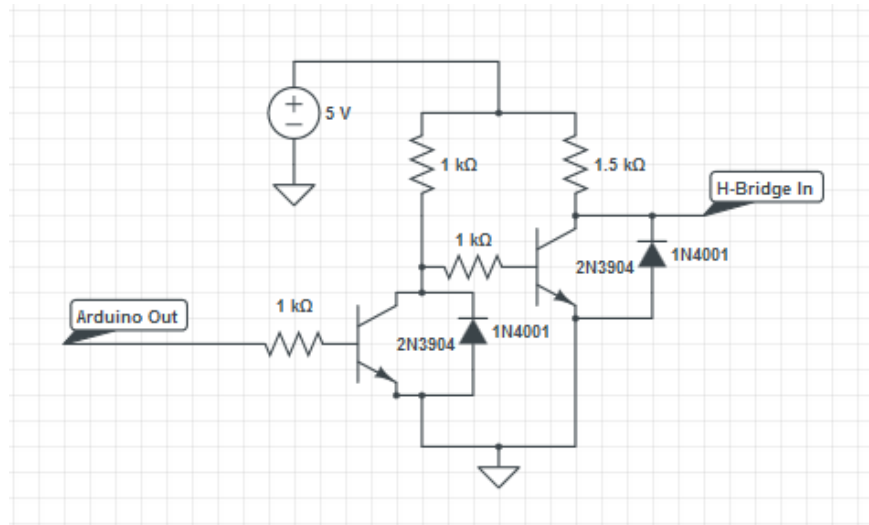 +
5 V
1 kΩ
1.5 kΩ
H-Bridge In
1 kΩ
2N3904
1N4001
1 kΩ
Arduino Out
2N3904
1N4001